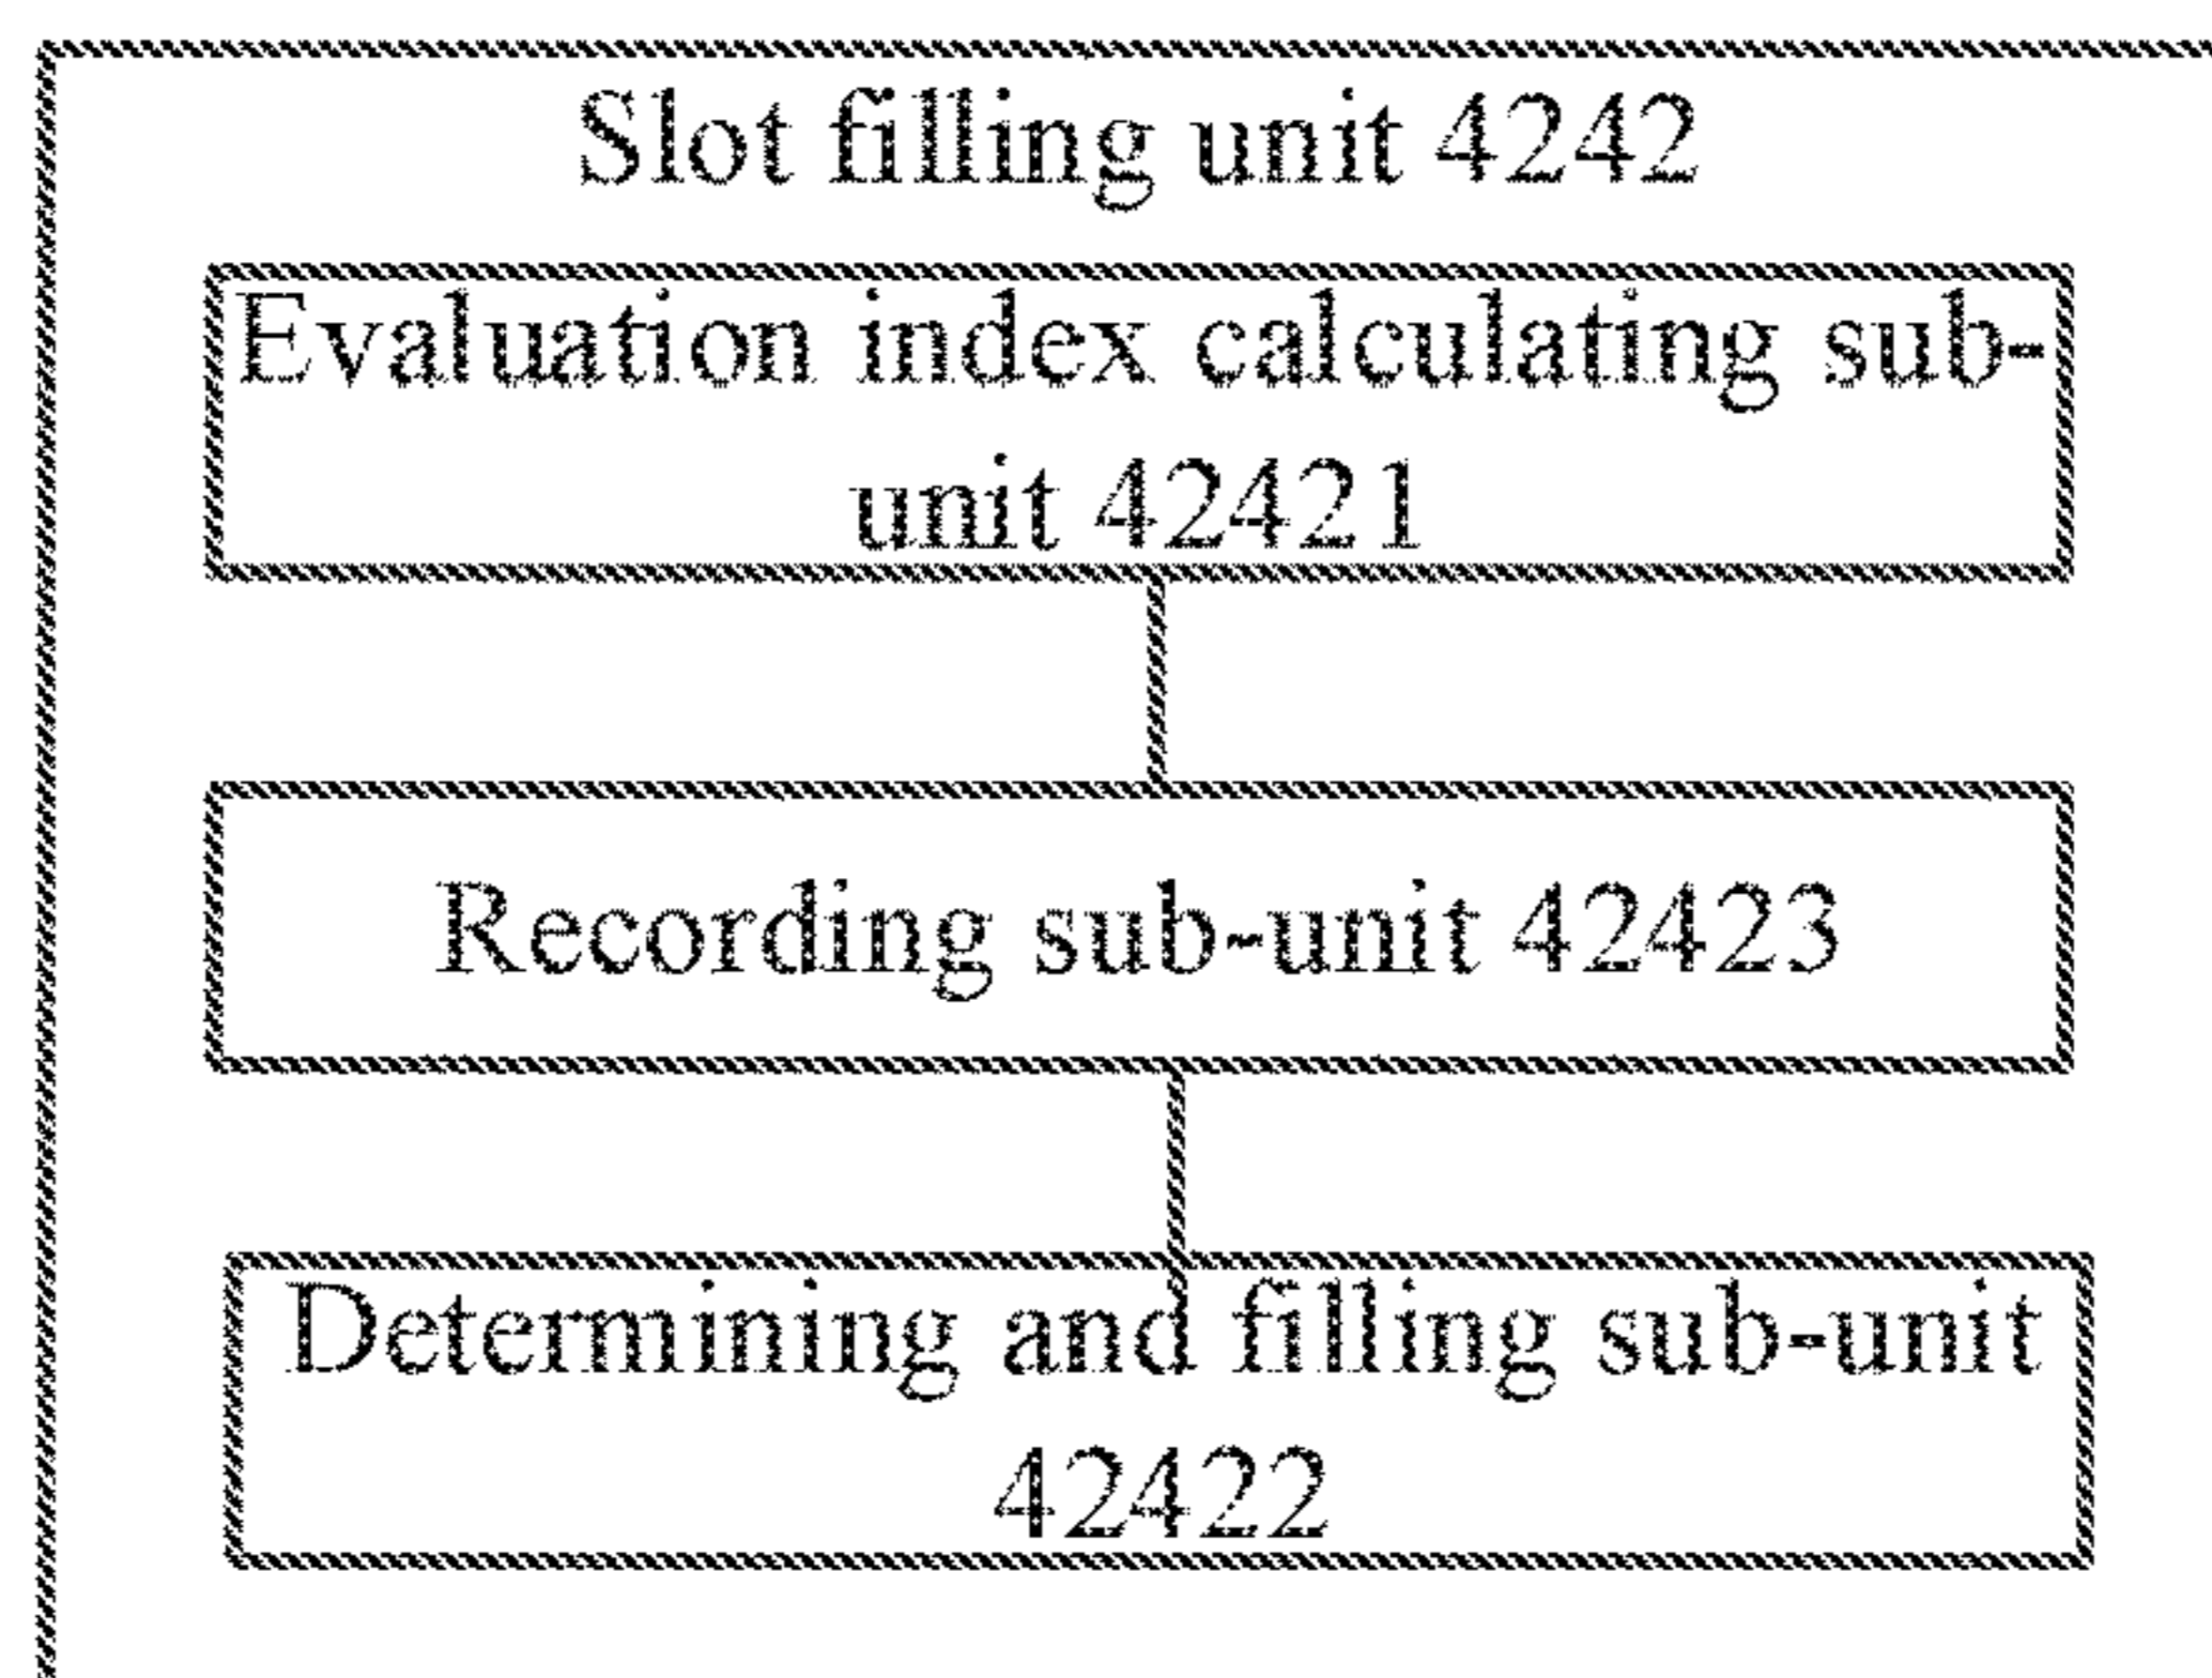 Slot filling unit 4242
Evaluation index calculating sub-
unit 42421
Recording sub-unit 42423
Determining and filling sub-unit
42422